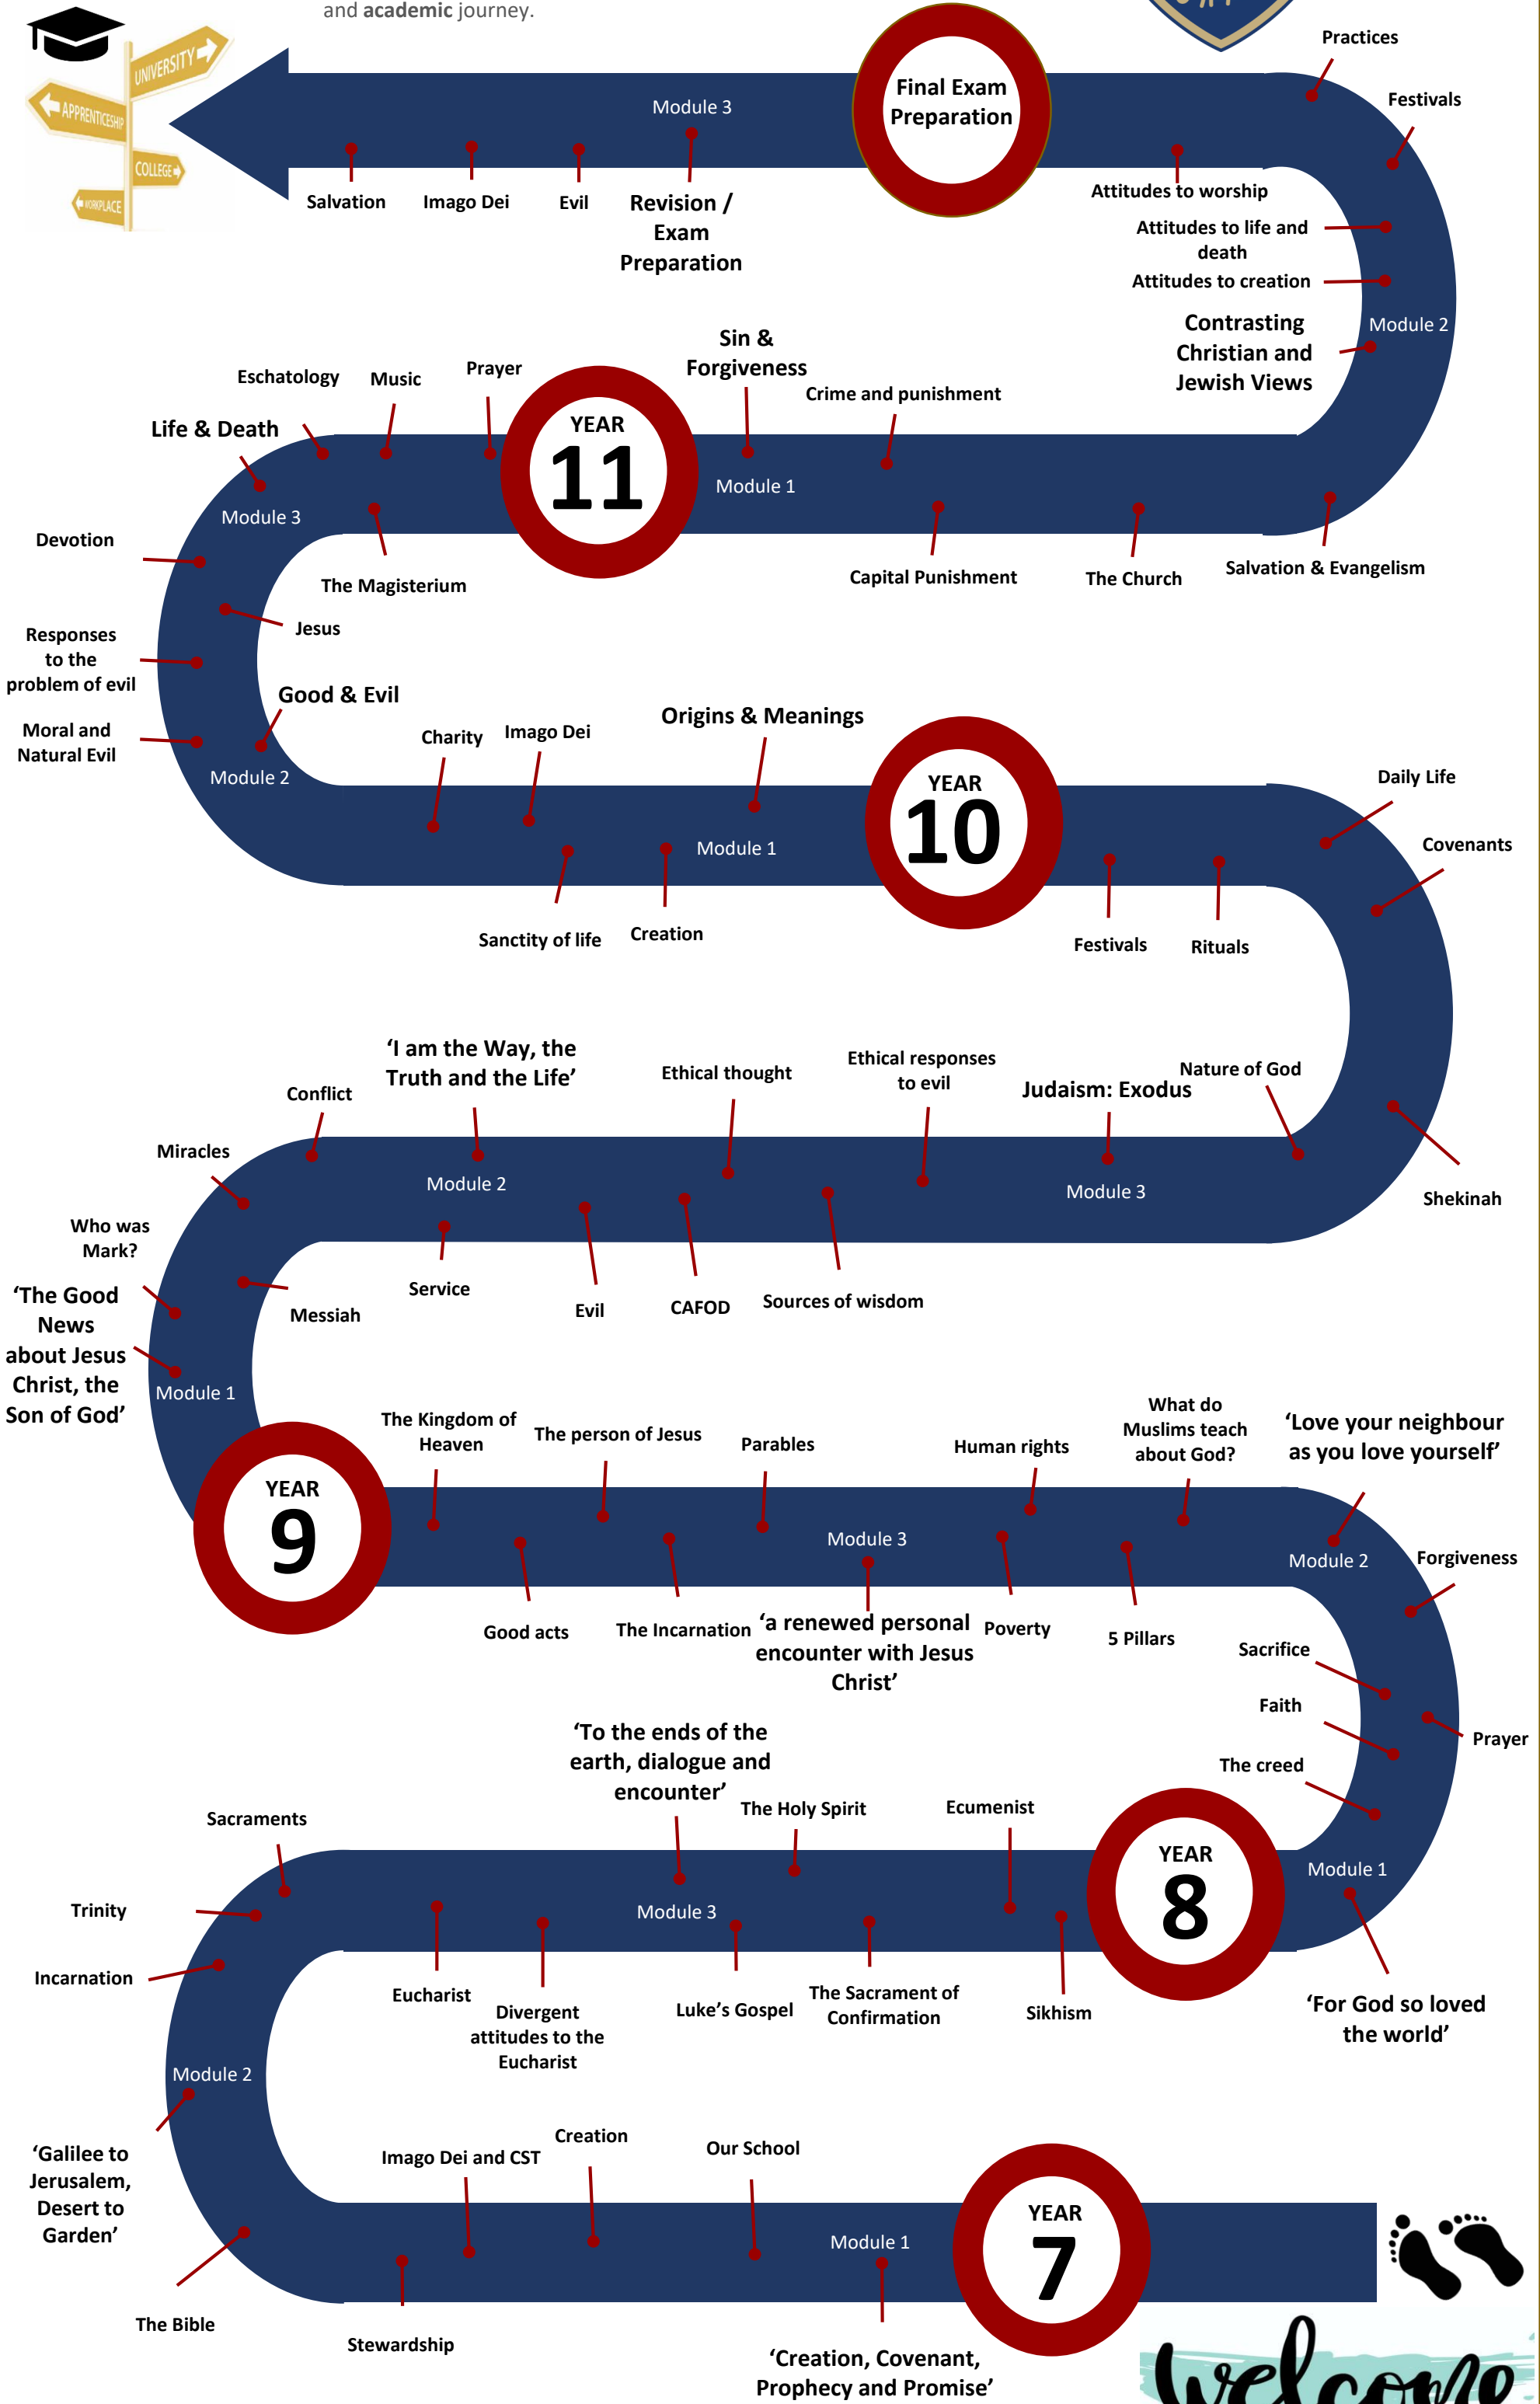 and academic journey.
UNIVERSITY
APPRENTICESHIP
COLLEGE
WORKPLACE
Module 3
Final Exam
Preparation
Practices
Festivals
Salvation
Imago Dei
Evil
Revision /
Exam
Preparation
Attitudes to worship
Attitudes to life and
death
Attitudes to creation
Contrasting
Christian and
Jewish Views
Module 2
Eschatology
Music
Prayer
Sin &
Forgiveness
Crime and punishment
Life & Death
YEAR
11
Module 1
Module 3
Devotion
The Magisterium
Capital Punishment
The Church
Salvation & Evangelism
Jesus
Responses
to the
problem of evil
Good & Evil
Moral and
Natural Evil
Module 2
Charity
Imago Dei
Origins & Meanings
YEAR
10
Module 1
Daily Life
Covenants
Sanctity of life
Creation
Festivals
Rituals
‘I am the Way, the
Truth and the Life’
Ethical thought
Ethical responses
to evil
Judaism: Exodus
Nature of God
Conflict
Miracles
Module 2
Module 3
Shekinah
Who was
Mark?
Service
Evil
CAFOD
Sources of wisdom
Messiah
‘The Good
News
about Jesus
Christ, the
Son of God’
Module 1
The Kingdom of
Heaven
The person of Jesus
Parables
Human rights
What do
Muslims teach
about God?
‘Love your neighbour
as you love yourself’
YEAR
9
Module 3
Module 2
Forgiveness
Good acts
The Incarnation
‘a renewed personal
encounter with Jesus
Christ’
Poverty
5 Pillars
Sacrifice
Faith
Prayer
The creed
‘To the ends of the
earth, dialogue and
encounter’
The Holy Spirit
Ecumenist
Sacraments
YEAR
8
Module 1
Trinity
Module 3
Incarnation
Eucharist
Divergent
attitudes to the
Eucharist
Luke’s Gospel
The Sacrament of
Confirmation
Sikhism
‘For God so loved
the world’
Module 2
‘Galilee to
Jerusalem,
Desert to
Garden’
Imago Dei and CST
Creation
Our School
YEAR
7
Module 1
The Bible
Stewardship
‘Creation, Covenant,
Prophecy and Promise’
welcome